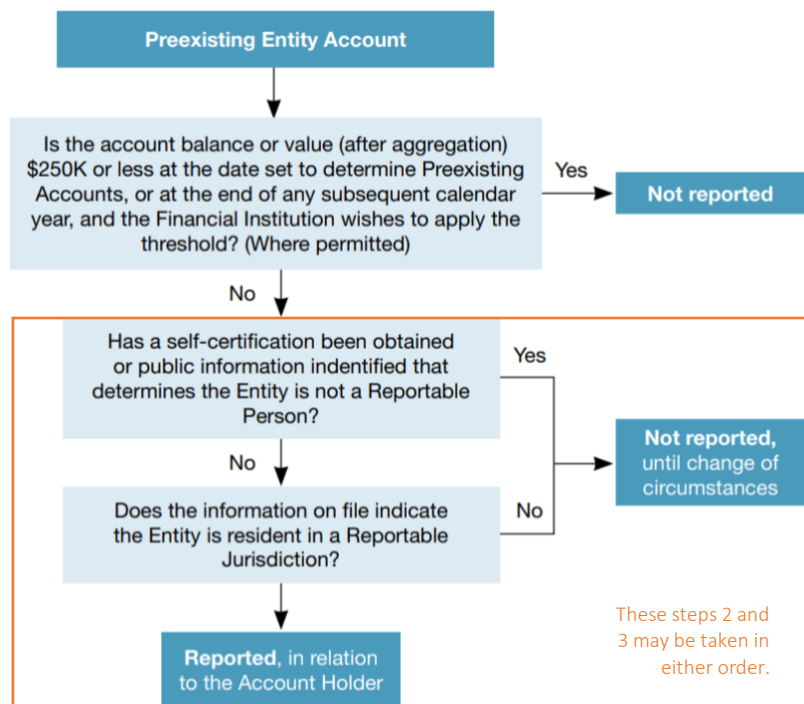 Preexisting Entity Account
Is the account balance or value (after aggregation)
$250K or less at the date set to determine Preexisting
Accounts, or at the end of any subsequent calendar
year, and the Financial Institution wishes to apply the
threshold? (Where permitted)
Yes
Not reported
No
Has a self-certification been obtained
or public information indentified that
determines the Entity is not a Reportable
Person?
Yes
Not reported,
until change of
circumstances
No
Does the information on file indicate
the Entity is resident in a Reportable
Jurisdiction?
No
Reported, in relation
to the Account Holder
These steps 2 and
3 may be taken in
either order.